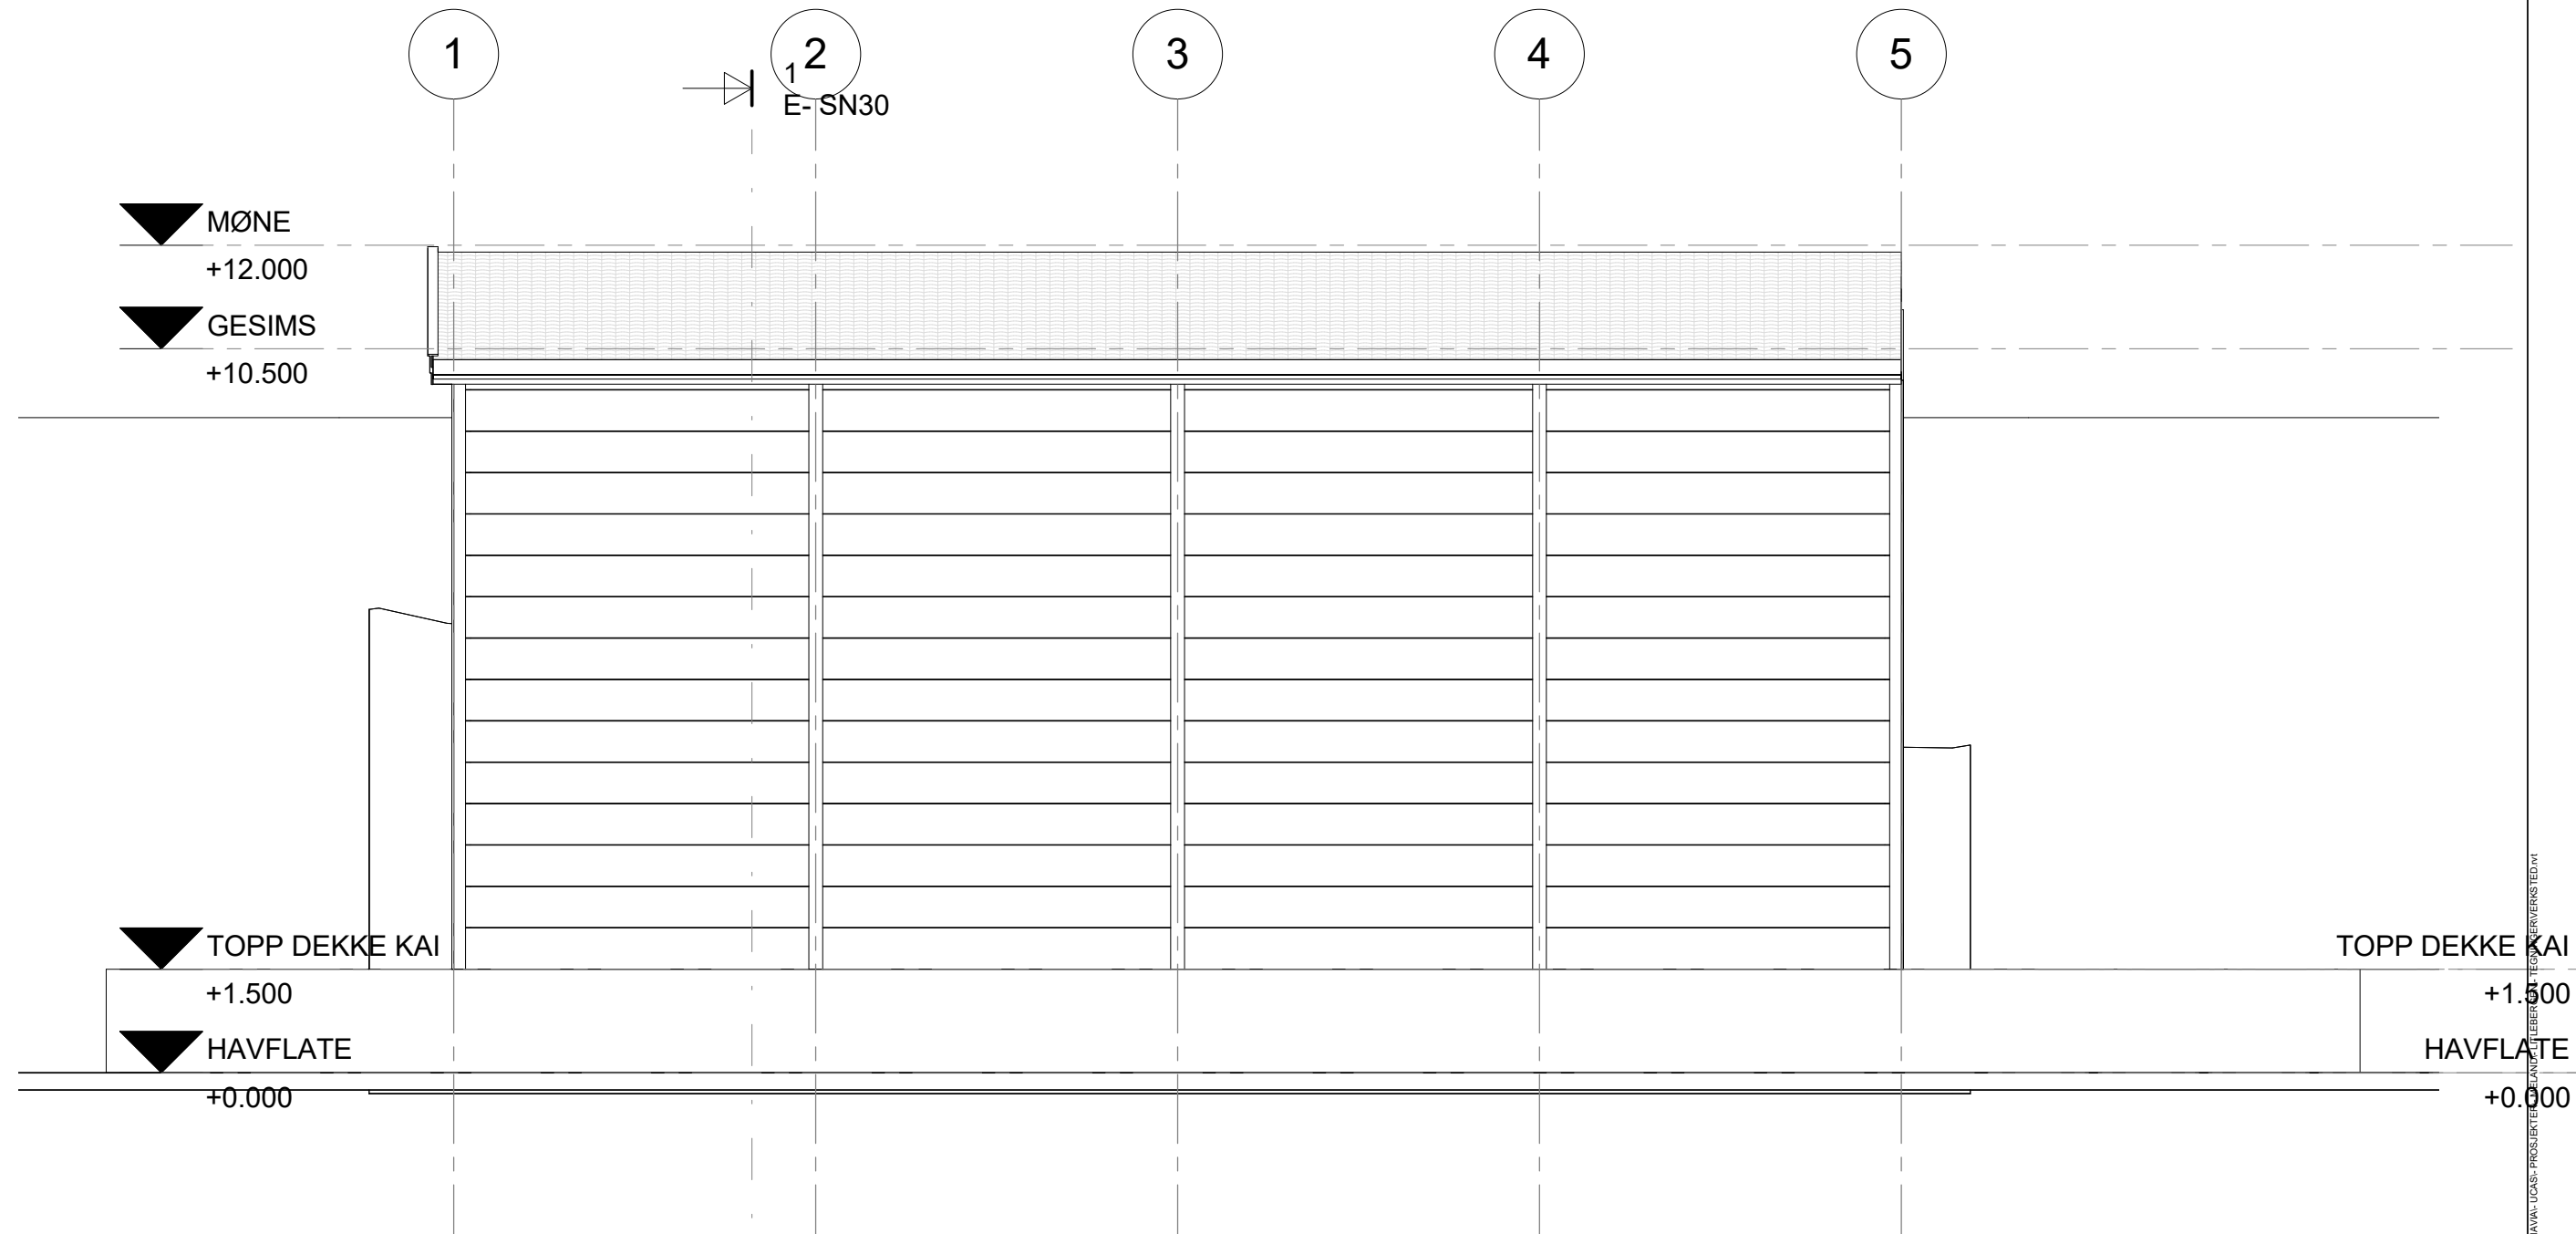 1
2
3
4
5
1
E- SN30
MØNE
+12.000
GESIMS
+10.500
TOPP DEKKE KAI
+1.500
HAVFLATE
+0.000
TOPP DEKKE KAI
+1.500
HAVFLATE
+0.000